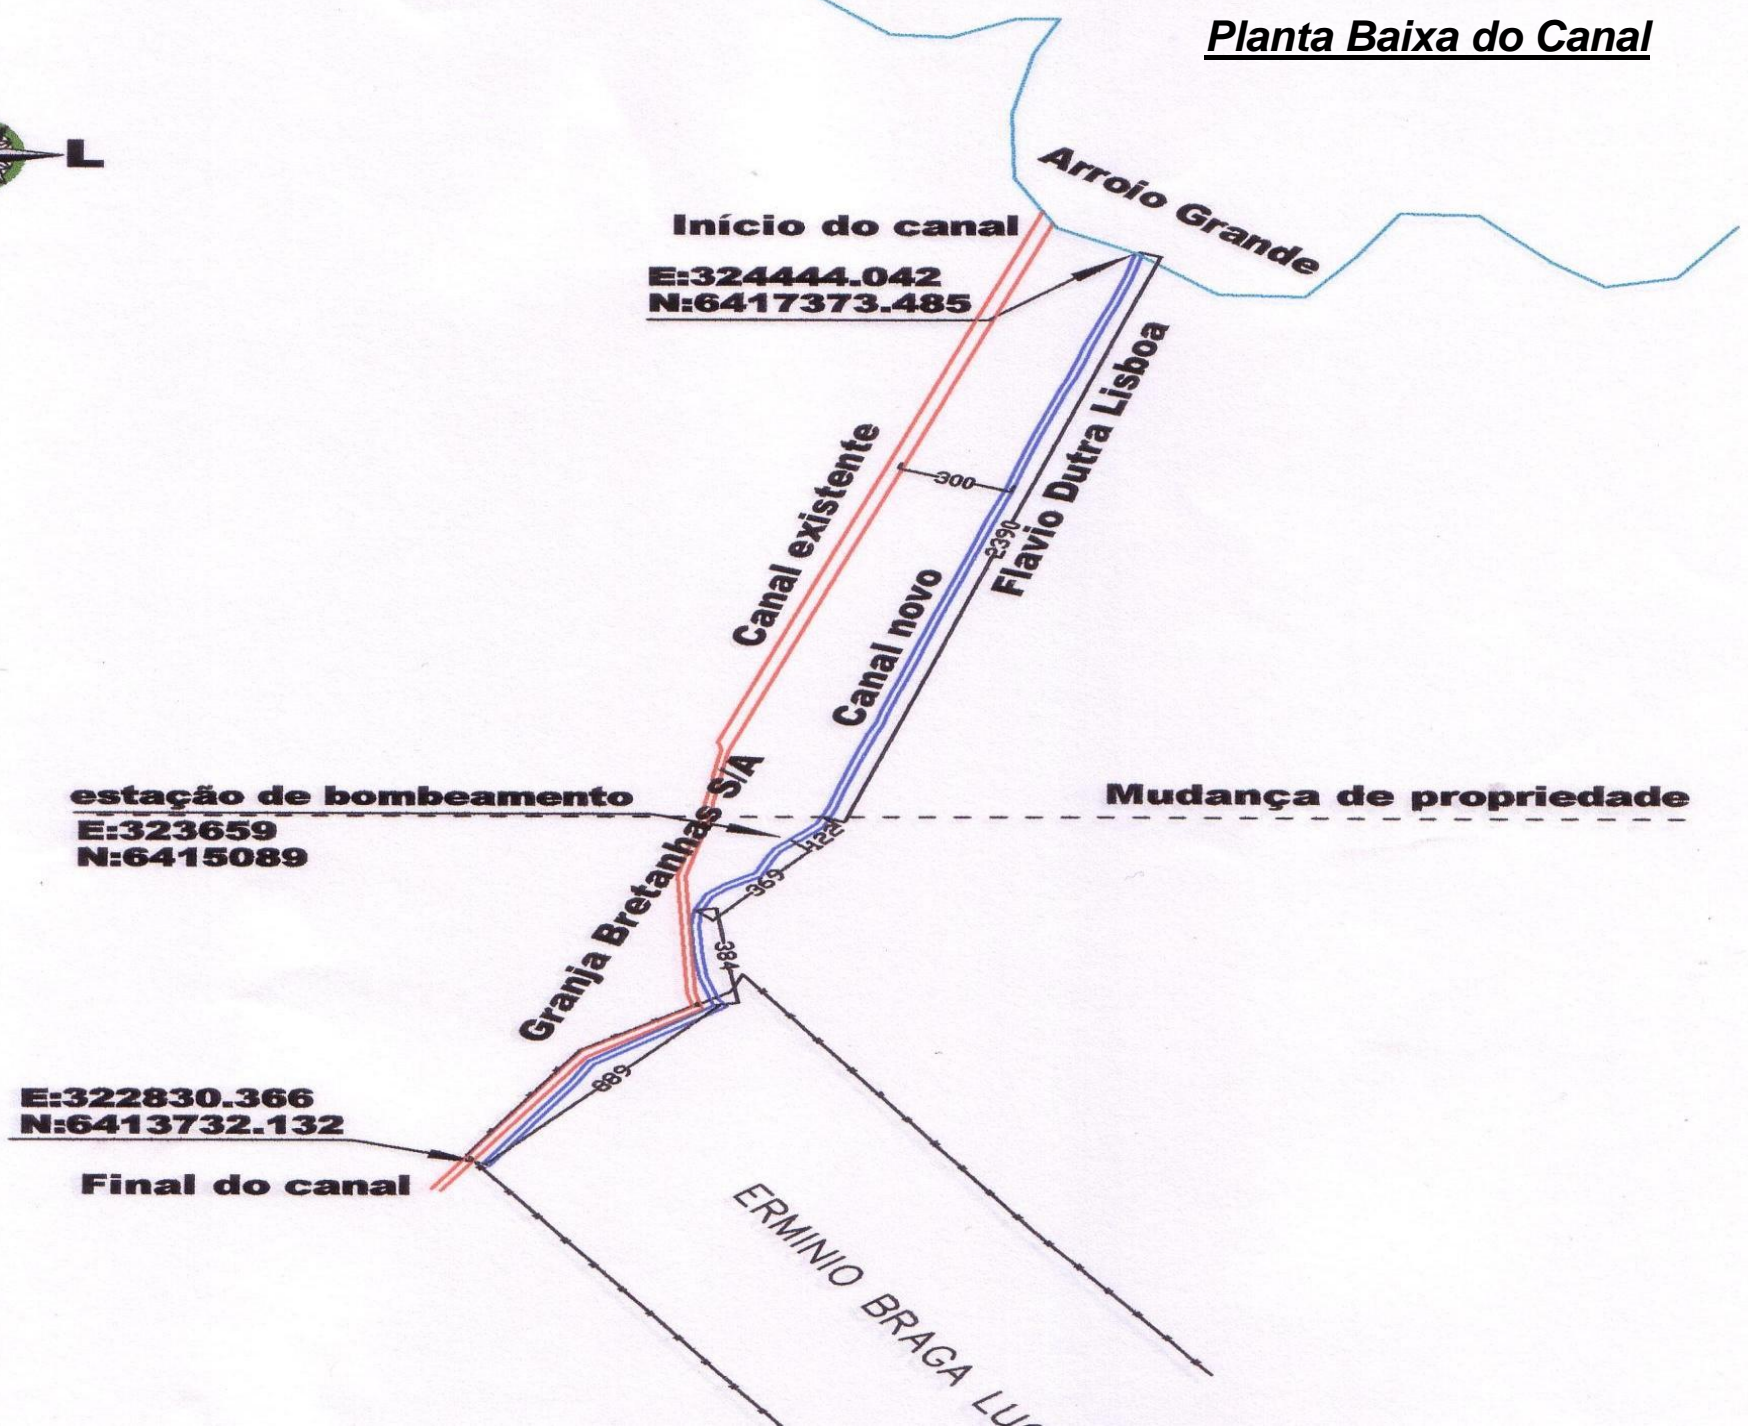 Planta Baixa do Canal
L
Arroio Grande
Início do canal
E:324444.042
N:6417373.485
Canal existente
300
2390
Flavio Dutra Lisboa
Canal novo
estação de bombeamento
E:323659
N:6415089
Mudança de propriedade
Granja Bretanhas S/A
122
369
384
889
E:322830.366
N:6413732.132
Final do canal
ERMINIO BRAGA